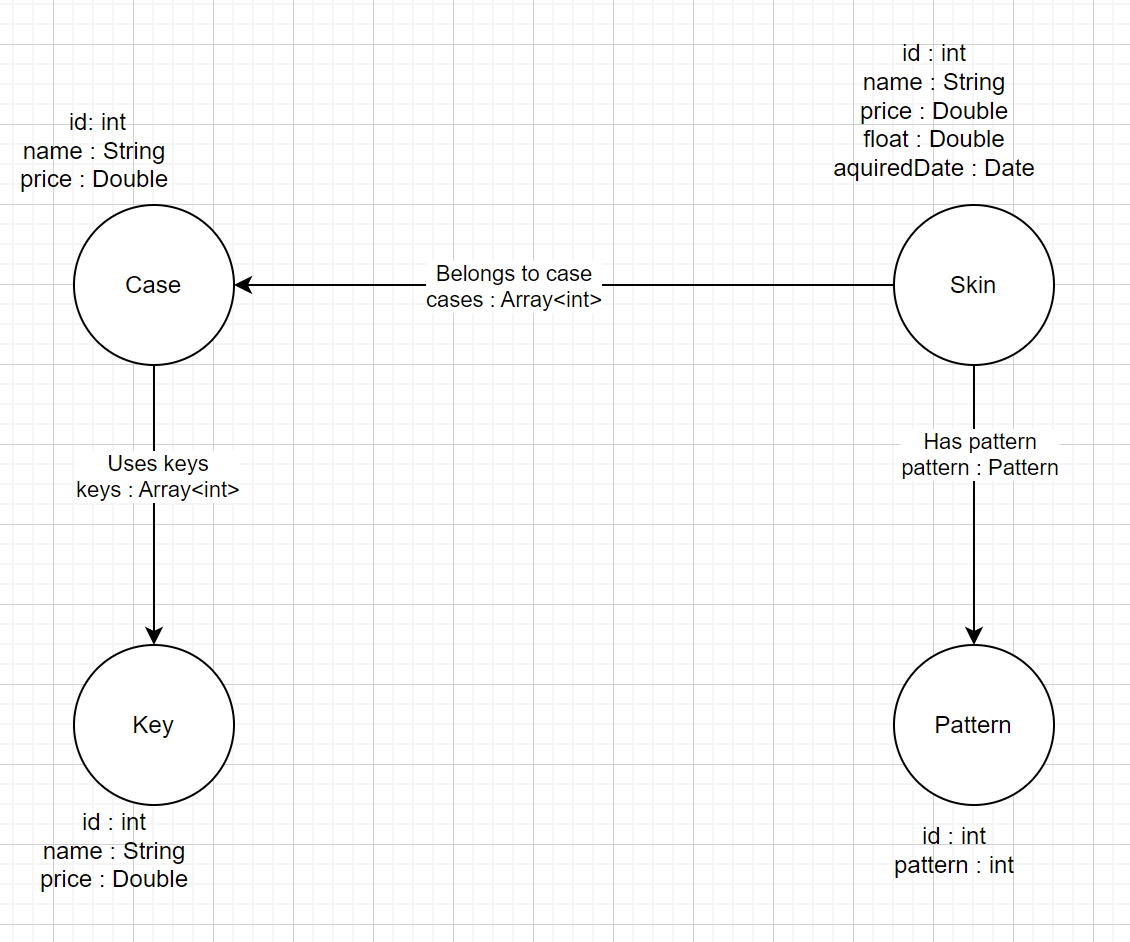 id : int
name : String
price : Double
float : Double
aquiredDate : Date
id: int
name : String
price : Double
Case
Belongs to case
cases : Array<int>
Skin
Uses keys
keys : Array<int>
Has pattern
pattern : Pattern
Key
Pattern
id : int
name : String
price : Double
id : int
pattern : int